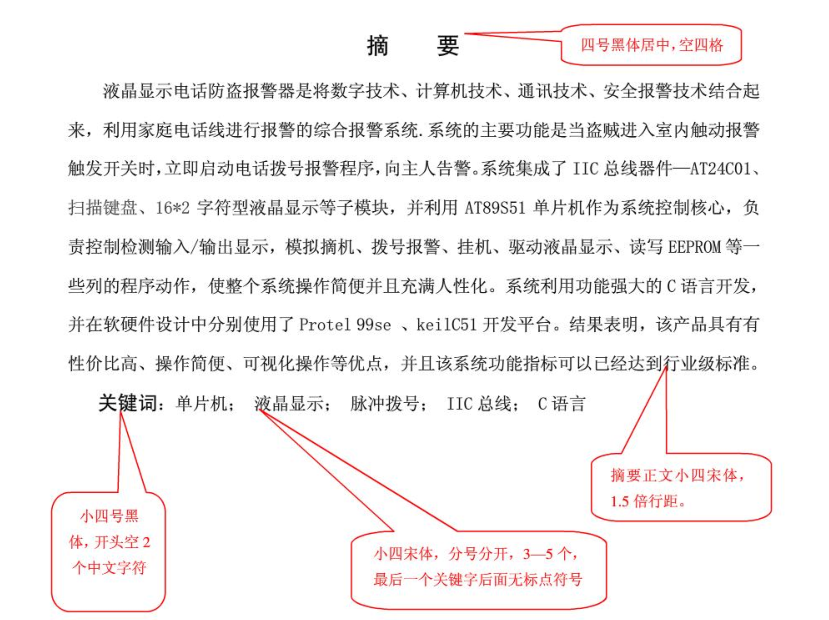 摘　　要
四号黑体居中，空四格
液晶显示电话防盗报警器是将数字技术、计算机技术、通讯技术、安全报警技术结合起
来，利用家庭电话线进行报警的综合报警系统.系统的主要功能是当盗贼进入室内触动报警
触发开关时，立即启动电话拨号报警程序，向主人告警。系统集成了 IIC 总线器件—AT24C01、
扫描键盘、16*2 字符型液晶显示等子模块，并利用 AT89S51 单片机作为系统控制核心，负
责控制检测输入/输出显示，模拟摘机、拨号报警、挂机、驱动液晶显示、读写 EEPROM 等一
些列的程序动作，使整个系统操作简便并且充满人性化。系统利用功能强大的 C 语言开发，
并在软硬件设计中分别使用了 Protel 99se 、keilC51 开发平台。结果表明，该产品具有有
性价比高、操作简便、可视化操作等优点，并且该系统功能指标可以已经达到行业级标准。
关键词：单片机； 液晶显示； 脉冲拨号； IIC 总线； C 语言
摘要正文小四宋体，
1.5 倍行距。
小四号黑
体，开头空 2
个中文字符
小四宋体，分号分开，3—5 个，
最后一个关键字后面无标点符号